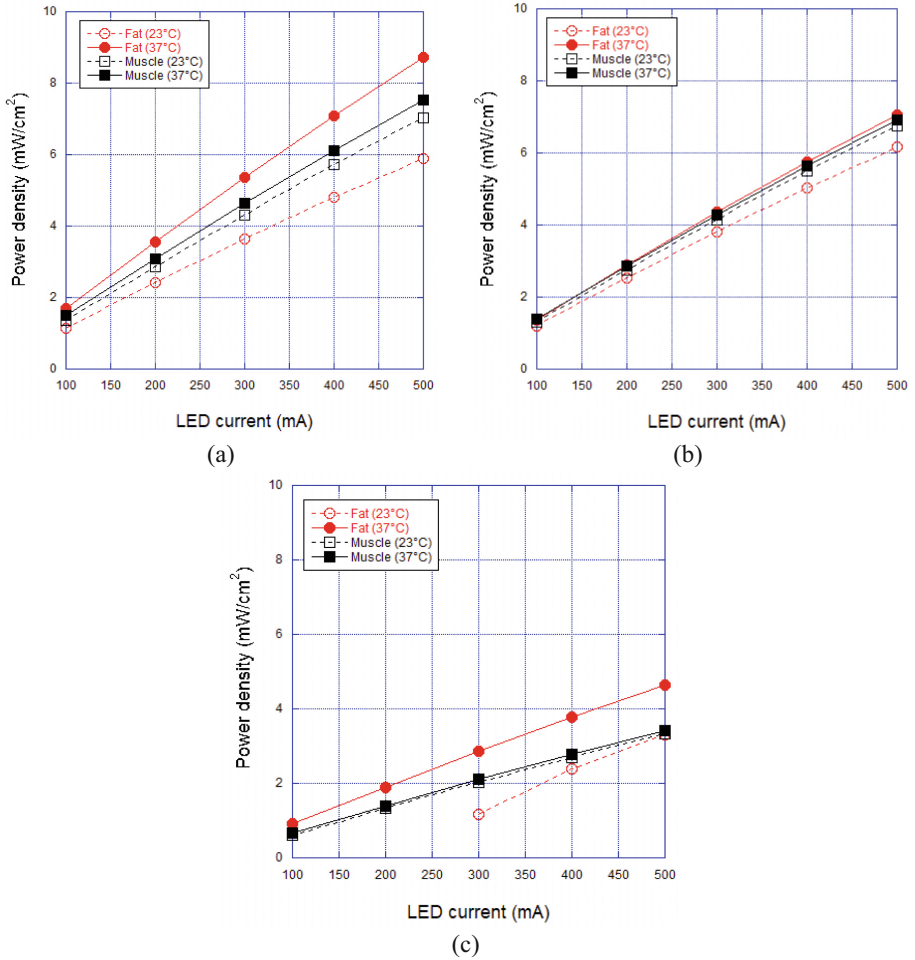 10
8
6
4
2
0
Power density (mW/cm²)
Fat (23°C)
Fat (37°C)
Muscle (23°C)
Muscle (37°C)
100 150 200 250 300 350 400 450 500
LED current (mA)
(a)
10
8
6
4
2
0
Power density (mW/cm²)
Fat (23°C)
Fat (37°C)
Muscle (23°C)
Muscle (37°C)
100 150 200 250 300 350 400 450 500
LED current (mA)
(b)
10
8
6
4
2
0
Power density (mW/cm²)
Fat (23°C)
Fat (37°C)
Muscle (23°C)
Muscle (37°C)
100 150 200 250 300 350 400 450 500
LED current (mA)
(c)